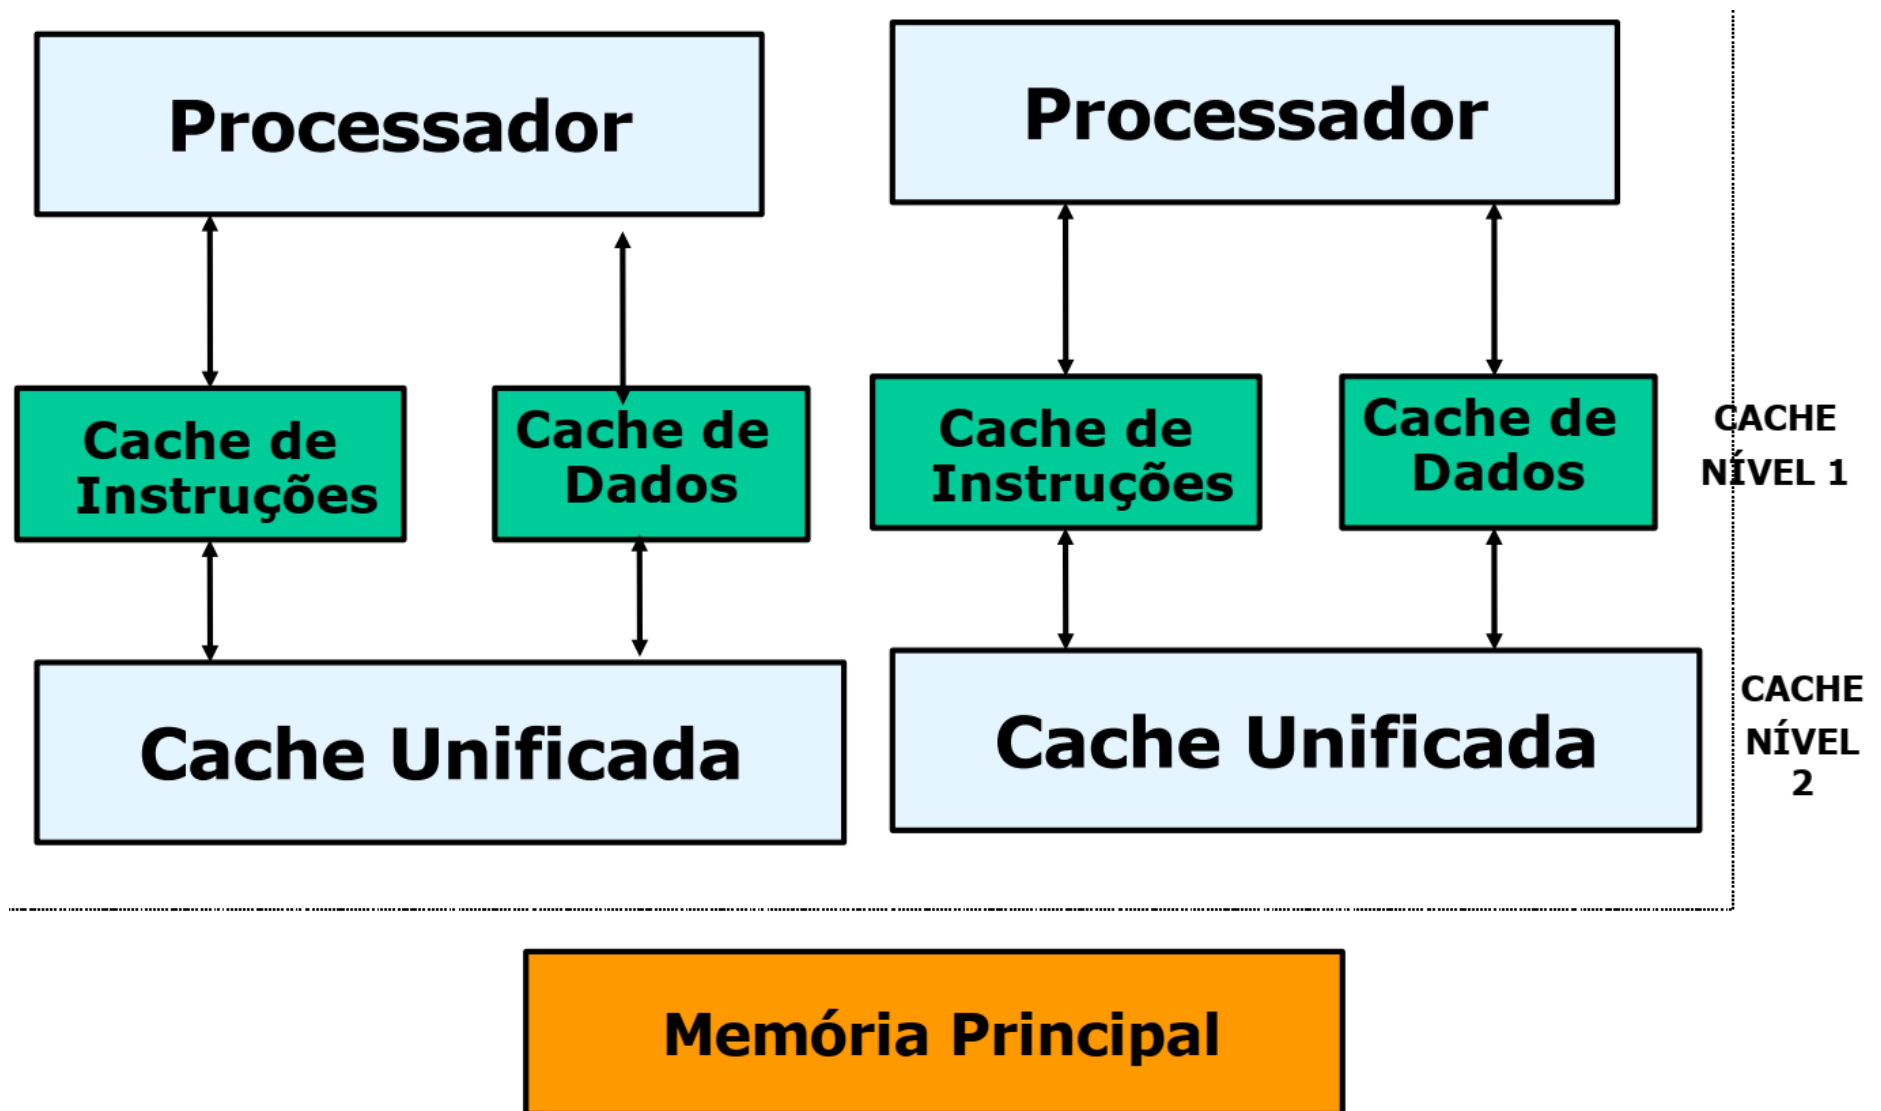 Processador
Processador
Cache de
Instruções
Cache de
Dados
Cache de
Instruções
Cache de
Dados
CACHE
NÍVEL 1
Cache Unificada
Cache Unificada
CACHE
NÍVEL
2
Memória Principal